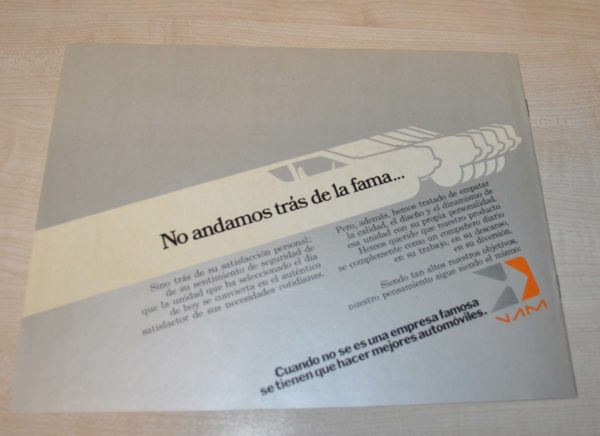 No andamos trás de la fama...
Sino trás de su satisfacción personal;
de su sentimiento de seguridad de
que la unidad que ha seleccionado el día
de hoy se convierta en el auténtico
satisfactor de sus necesidades cotidianas.
Pero, además, hemos tratado de empatar
la calidad, el diseño y el dinamismo de
esa unidad con su propia personalidad.
Hemos querido que nuestro producto
se complemente como un compañero diario
en su trabajo, en su descanso,
en su diversión.
Siendo tan altos nuestros objetivos,
nuestro pensamiento sigue siendo el mismo:
VAM
Cuando no se es una empresa famosa
se tienen que hacer mejores automóviles.